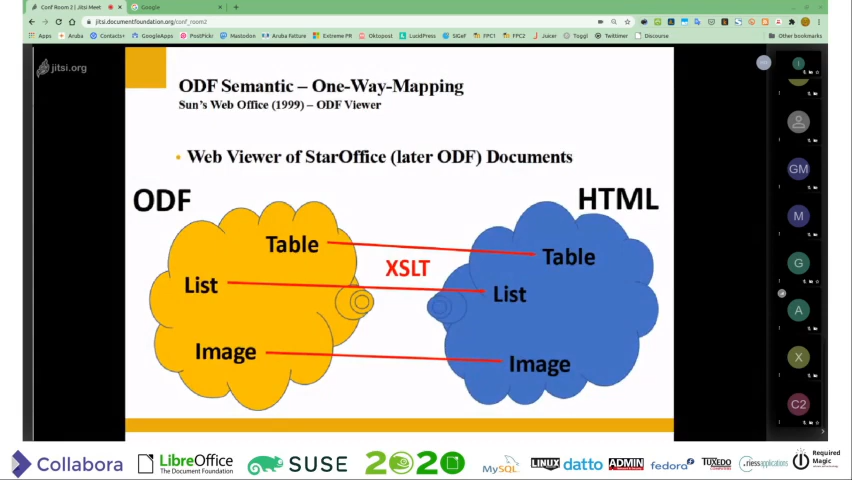 Conf Room 2 | Jitsi Meet
Google
jitsi.documentfoundation.org/conf_room2
Apps
Aruba
Contacts+
GoogleApps
PostPickr
Mastodon
Aruba Fatture
Extreme PR
Oktopost
LucidPress
SIGef
FPC1
FPC2
Juicer
Toggl
Twitlimer
Discourse
Other bookmarks
jitsi.org
ODF Semantic – One-Way-Mapping
Sun's Web Office (1999) – ODF Viewer
• Web Viewer of StarOffice (later ODF) Documents
ODF
HTML
Table
XSLT
Table
List
List
Image
Image
I
GM
M
G
A
X
C2
Collabora
LibreOffice
The Document Foundation
SUSE
2020
MySQL
LINUX
datto
ADMIN
fedora
TUXEDO
riessapplications
Required
Magic